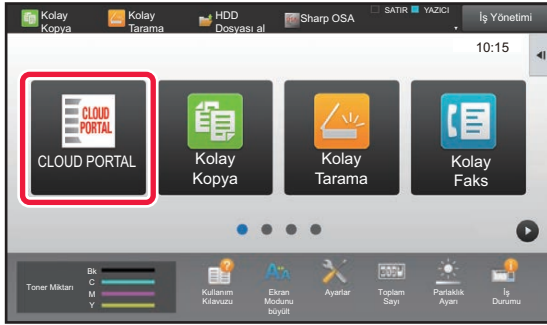 Kolay
Kopya
Kolay
Tarama
HDD
Dosyası al
Sharp OSA
SATIR
YAZICI
İş Yönetimi
10:15
CLOUD
PORTAL
CLOUD PORTAL
Kolay
Kopya
Kolay
Tarama
Kolay
Faks
Toner Miktarı
Bk
C
M
Y
Kullanım
Kılavuzu
Ekran
Modunu
büyült
Ayarlar
Toplam
Sayı
Parlaklık
Ayarı
İş
Durumu